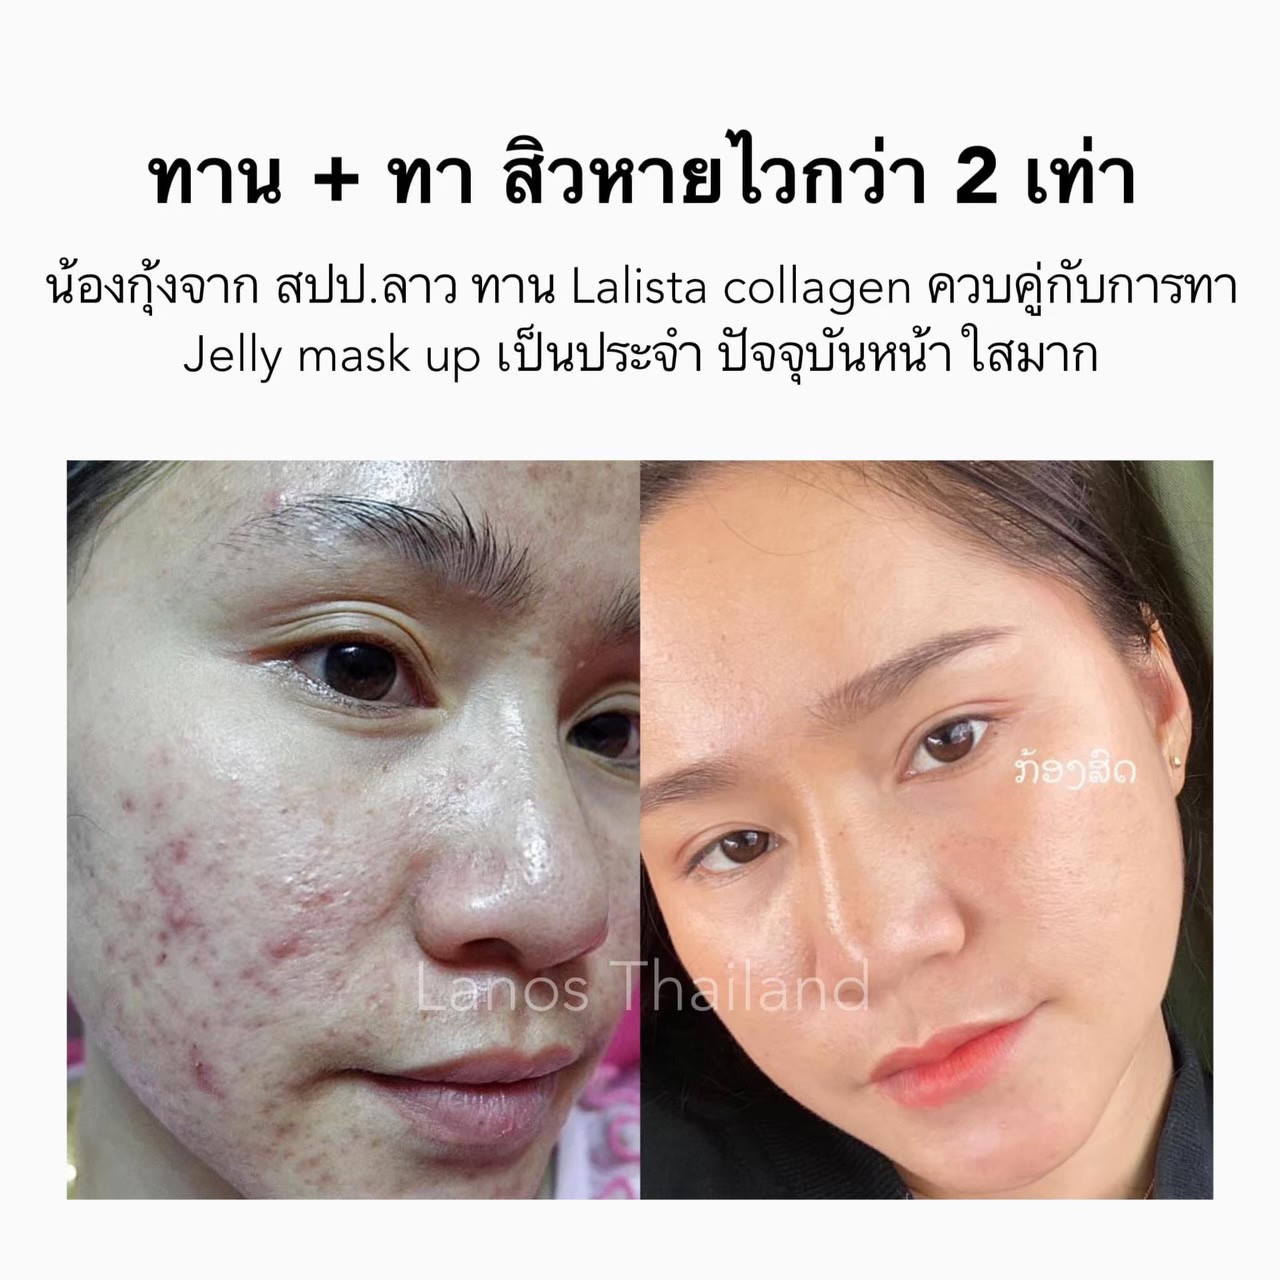 ทาน + ทา สิวหายไวกว่า 2 เท่า
น้องกุ้งจาก สปป.ลาว ทาน Lalista collagen ควบคู่กับการทา
Jelly mask up เป็นประจำ ปัจจุบันหน้า ใสมาก
ກ້ອງສົດ
Lanos Thailand